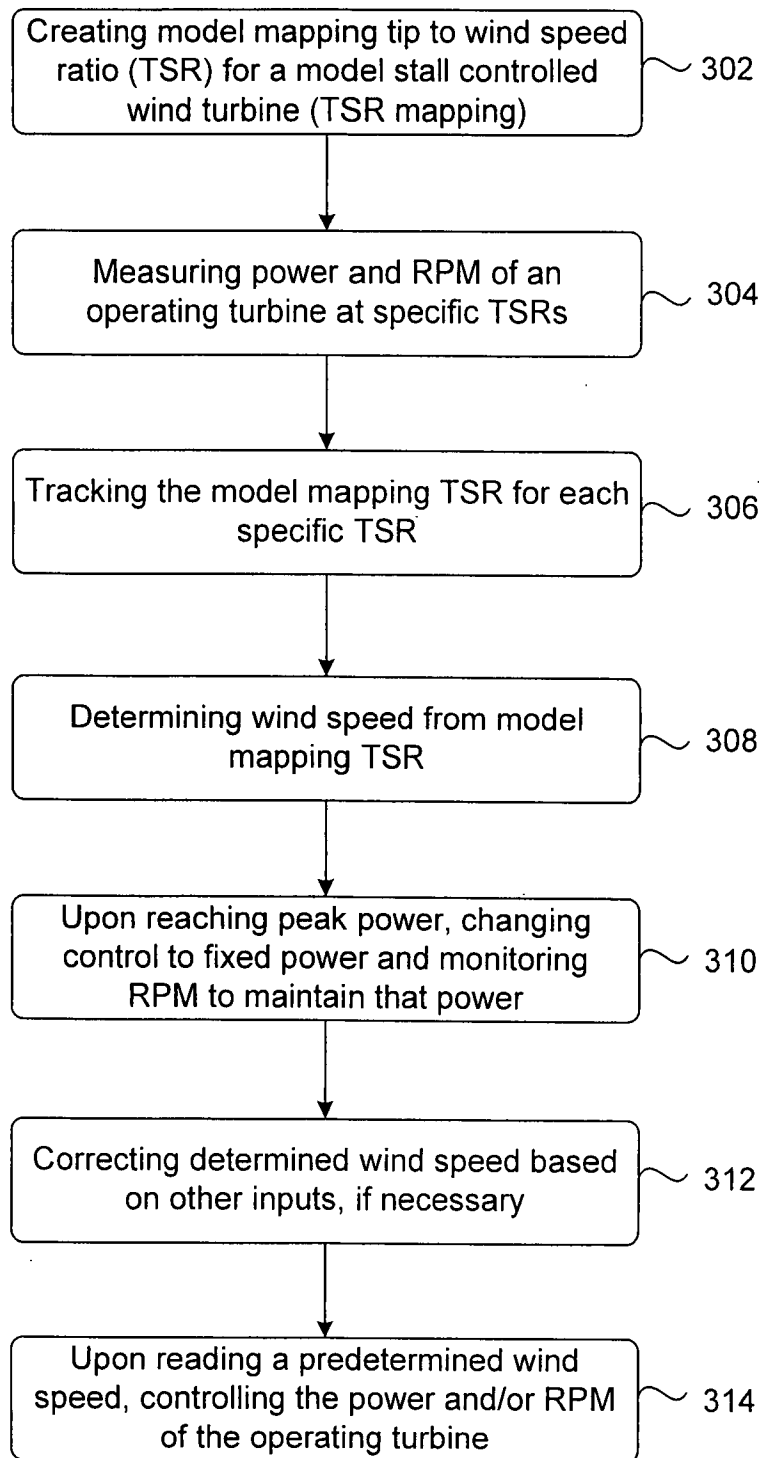 Creating model mapping tip to wind speed
ratio (TSR) for a model stall controlled
wind turbine (TSR mapping)
302
Measuring power and RPM of an
operating turbine at specific TSRs
304
Tracking the model mapping TSR for each
specific TSR
306
Determining wind speed from model
mapping TSR
308
Upon reaching peak power, changing
control to fixed power and monitoring
RPM to maintain that power
310
Correcting determined wind speed based
on other inputs, if necessary
312
Upon reading a predetermined wind
speed, controlling the power and/or RPM
of the operating turbine
314